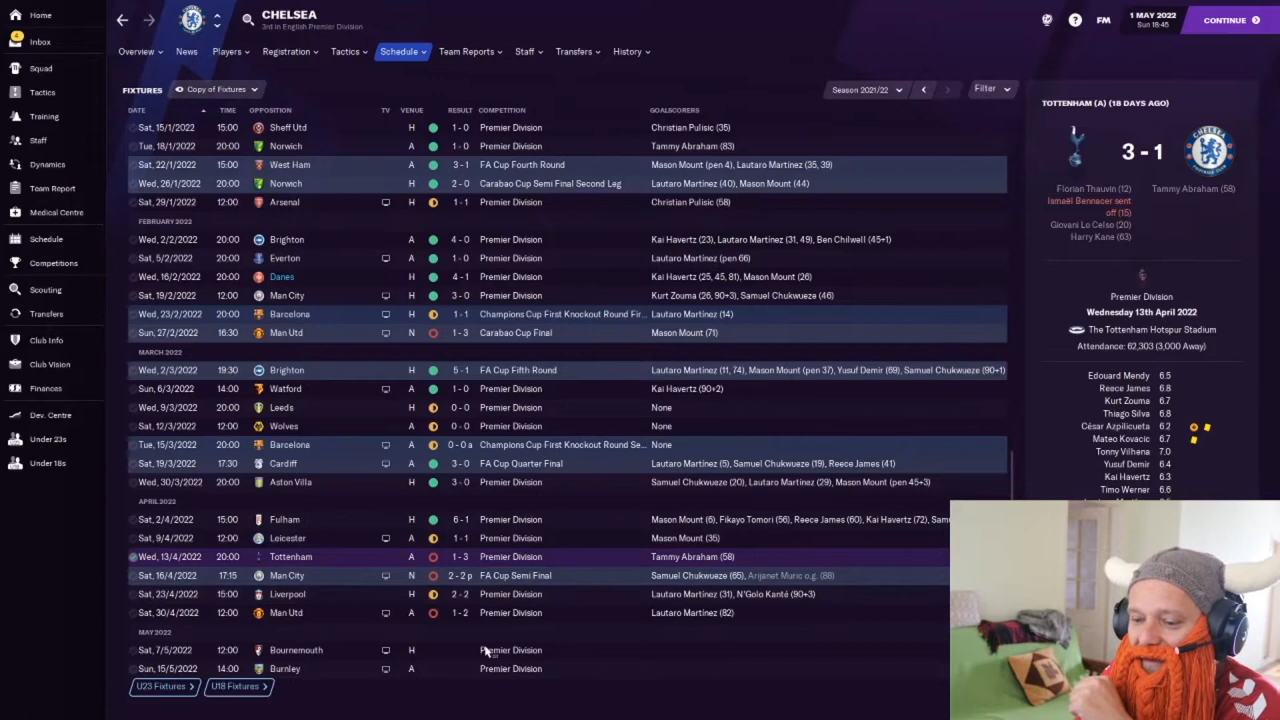 Home
CHELSEA
3rd in English Premier Division
FM
1 MAY 2022
Sun 18:45
CONTINUE
4
Inbox
Overview
News
Players
Registration
Tactics
Schedule
Team Reports
Staff
Transfers
History
Squad
Tactics
Training
Staff
Dynamics
Team Report
Medical Centre
Schedule
Competitions
Scouting
Transfers
Club Info
Club Vision
Finances
Dev. Centre
Under 23s
Under 18s
FIXTURES
Copy of Fixtures
Season 2021/22
Filter
DATE TIME OPPOSITION TV VENUE RESULT COMPETITION GOALSCORERS
Sat, 15/1/2022 15:00 Sheff Utd H 1 - 0 Premier Division Christian Pulisic (35)
Tue, 18/1/2022 20:00 Norwich A 1 - 0 Premier Division Tammy Abraham (83)
Sat, 22/1/2022 15:00 West Ham A 3 - 1 FA Cup Fourth Round Mason Mount (pen 4), Lautaro Martínez (35, 39)
Wed, 26/1/2022 20:00 Norwich H 2 - 0 Carabao Cup Semi Final Second Leg Lautaro Martínez (40), Mason Mount (44)
Sat, 29/1/2022 12:00 Arsenal H 1 - 1 Premier Division Christian Pulisic (58)
FEBRUARY 2022
Wed, 2/2/2022 20:00 Brighton A 4 - 0 Premier Division Kai Havertz (23), Lautaro Martínez (31, 49), Ben Chilwell (45+1)
Sat, 5/2/2022 20:00 Everton A 1 - 0 Premier Division Lautaro Martínez (pen 66)
Wed, 16/2/2022 20:00 Danes H 4 - 1 Premier Division Kai Havertz (25, 45, 81), Mason Mount (26)
Sat, 19/2/2022 12:00 Man City H 3 - 0 Premier Division Kurt Zouma (26, 90+3), Samuel Chukwueze (46)
Wed, 23/2/2022 20:00 Barcelona H 1 - 1 Champions Cup First Knockout Round Fir... Lautaro Martínez (14)
Sun, 27/2/2022 16:30 Man Utd N 1 - 3 Carabao Cup Final Mason Mount (71)
MARCH 2022
Wed, 2/3/2022 19:30 Brighton H 5 - 1 FA Cup Fifth Round Lautaro Martínez (11, 74), Mason Mount (pen 37), Yusuf Demir (69), Samuel Chukwueze (90+1)
Sun, 6/3/2022 14:00 Watford A 1 - 0 Premier Division Kai Havertz (90+2)
Wed, 9/3/2022 20:00 Leeds H 0 - 0 Premier Division None
Sat, 12/3/2022 20:00 Wolves A 0 - 0 Premier Division None
Tue, 15/3/2022 20:00 Barcelona A 0 - 0 a Champions Cup First Knockout Round Se... None
Sat, 19/3/2022 17:30 Cardiff A 3 - 0 FA Cup Quarter Final Lautaro Martínez (5), Samuel Chukwueze (19), Reece James (41)
Wed, 30/3/2022 20:00 Aston Villa H 3 - 0 Premier Division Samuel Chukwueze (20), Lautaro Martínez (29), Mason Mount (pen 45+3)
APRIL 2022
Sat, 2/4/2022 15:00 Fulham H 6 - 1 Premier Division Mason Mount (6), Fikayo Tomori (56), Reece James (60), Kai Havertz (72), Sam
Sat, 9/4/2022 12:00 Leicester A 1 - 1 Premier Division Mason Mount (35)
Wed, 13/4/2022 20:00 Tottenham A 1 - 3 Premier Division Tammy Abraham (58)
Sat, 16/4/2022 17:15 Man City N 2 - 2 p FA Cup Semi Final Samuel Chukwueze (65), Arijanet Muric o.g. (88)
Sat, 23/4/2022 15:00 Liverpool H 2 - 2 Premier Division Lautaro Martínez (31), N'Golo Kanté (90+3)
Sat, 30/4/2022 12:00 Man Utd A 1 - 2 Premier Division Lautaro Martínez (82)
MAY 2022
Sat, 7/5/2022 12:00 Bournemouth H Premier Division
Sun, 15/5/2022 14:00 Burnley A Premier Division
U23 Fixtures
U18 Fixtures
TOTTENHAM (A) (18 DAYS AGO)
3 - 1
Florian Thauvin (12)
Ismaël Bennacer sent
off (15)
Giovani Lo Celso (20)
Harry Kane (63)
Tammy Abraham (58)
Premier Division
Wednesday 13th April 2022
The Tottenham Hotspur Stadium
Attendance: 62,303 (3,000 Away)
Edouard Mendy 6.5
Reece James 6.8
Kurt Zouma 6.7
Thiago Silva 6.8
César Azpilicueta 6.2
Mateo Kovacic 6.7
Tonny Vilhena 7.0
Yusuf Demir 6.4
Kai Havertz 6.3
Timo Werner 6.6